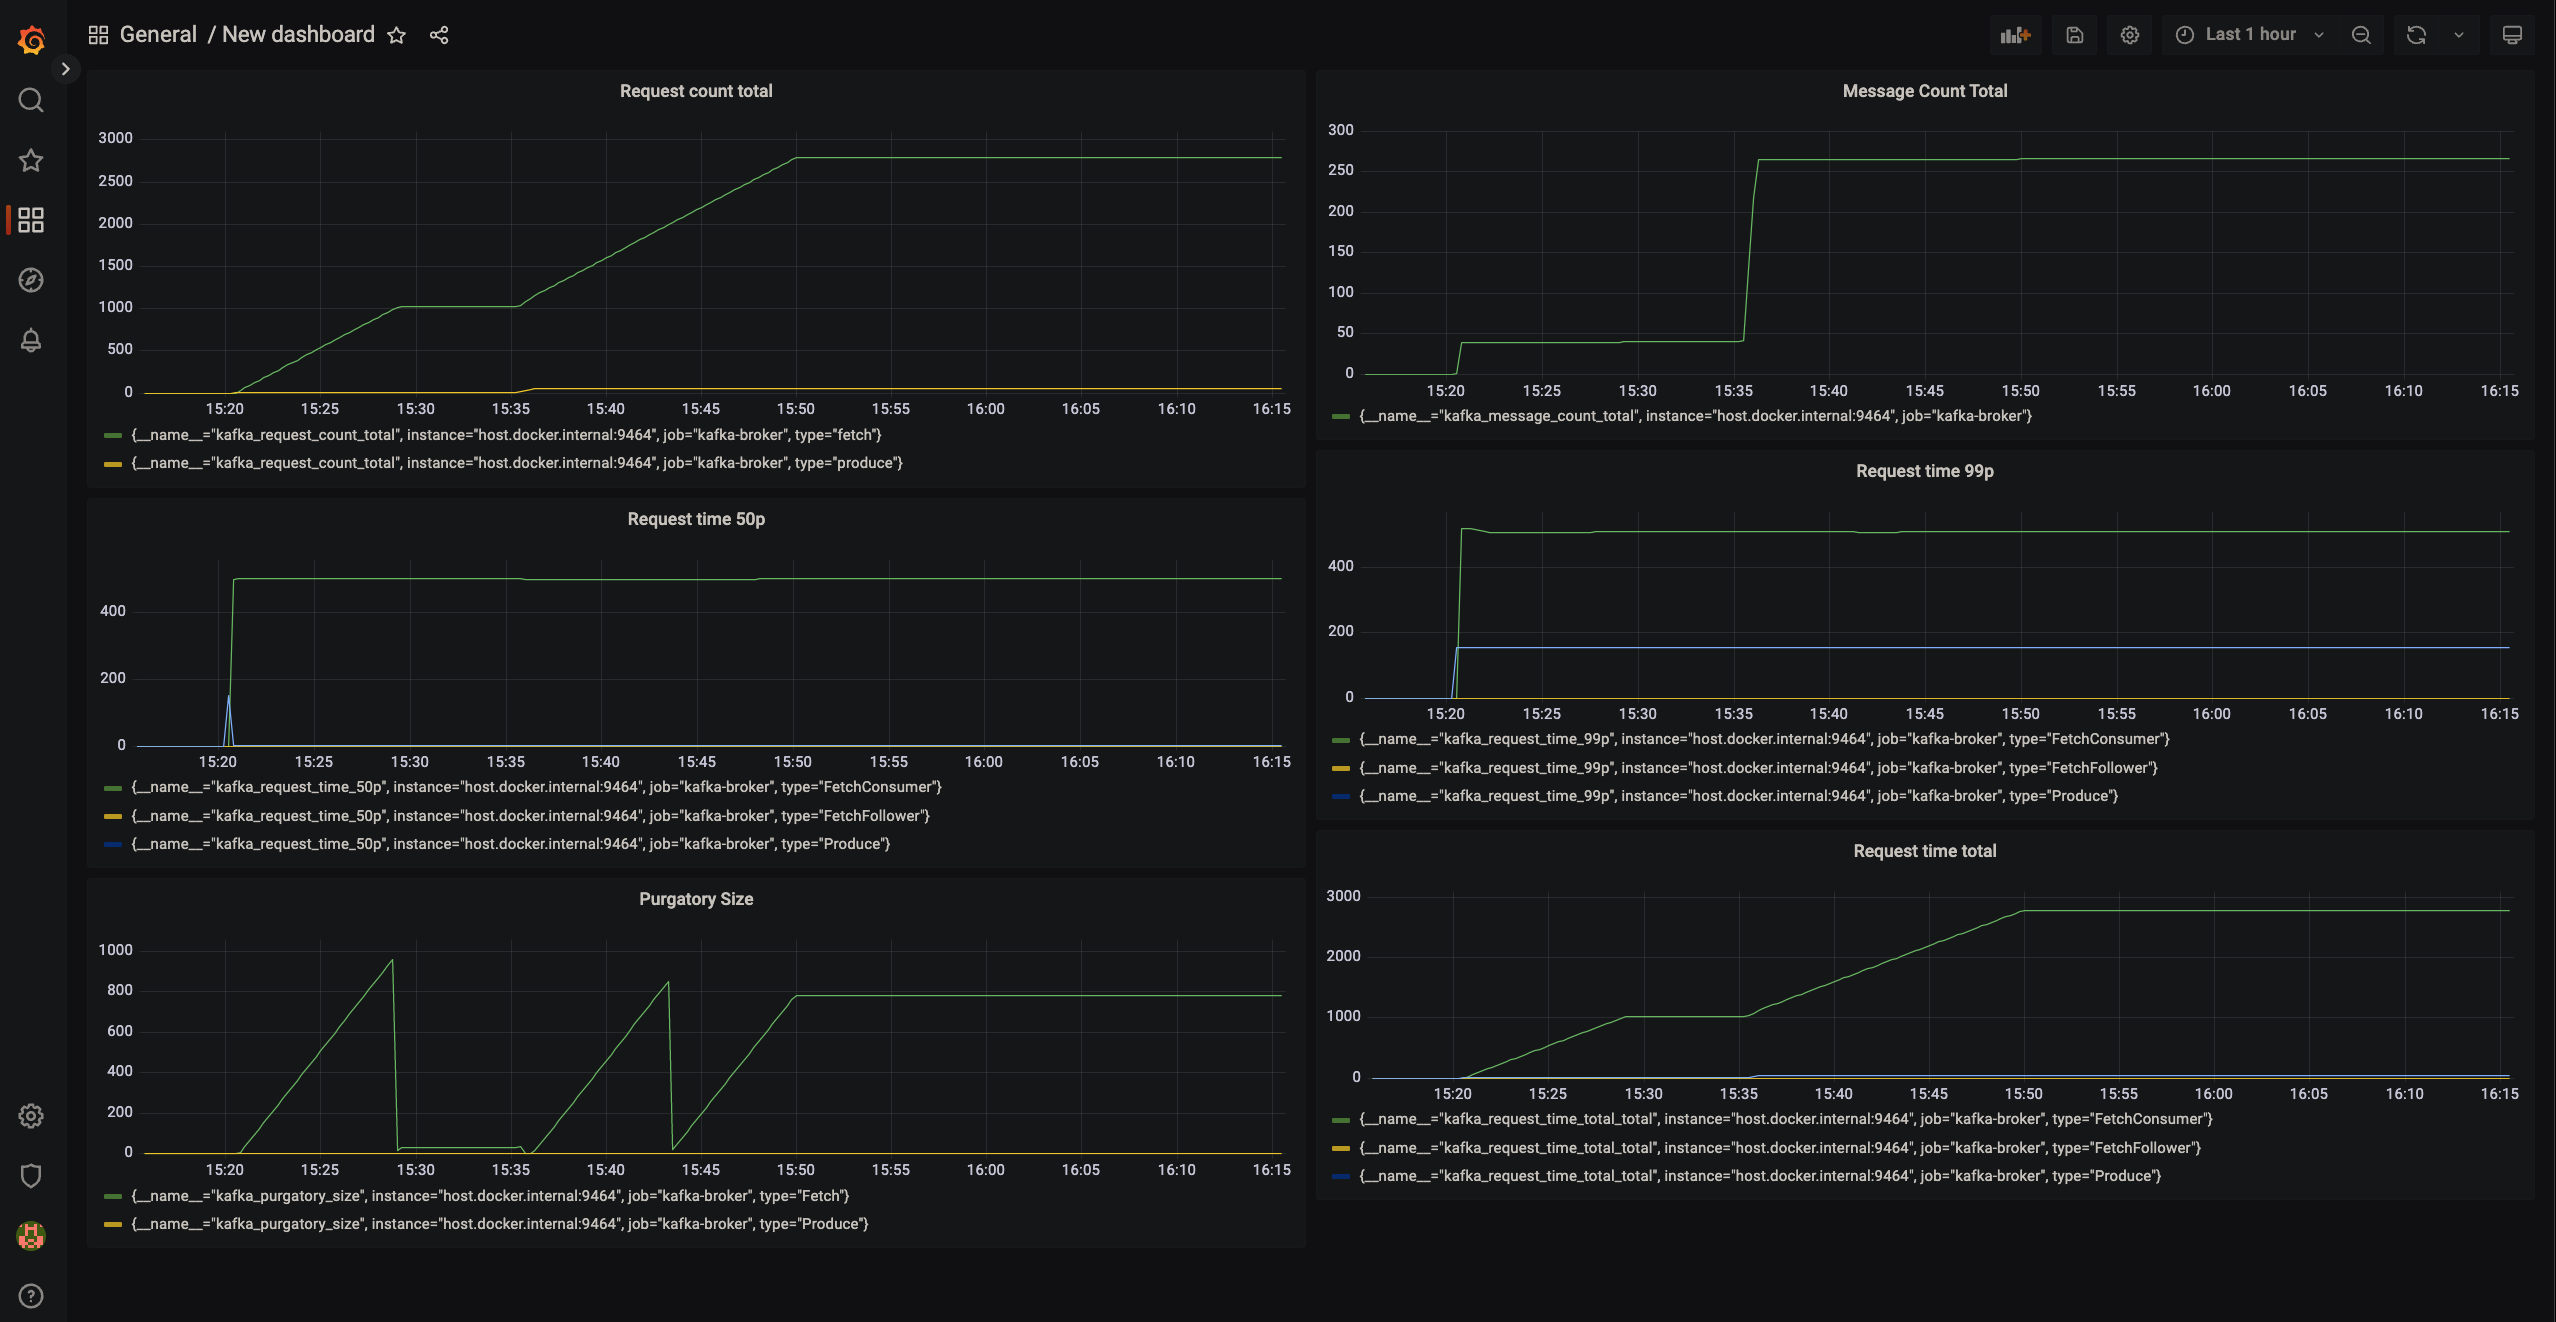 General / New dashboard
Last 1 hour
Request count total
3000
2500
2000
1500
1000
500
0
15:20 15:25 15:30 15:35 15:40 15:45 15:50 15:55 16:00 16:05 16:10 16:15
{__name__="kafka_request_count_total", instance="host.docker.internal:9464", job="kafka-broker", type="fetch"}
{__name__="kafka_request_count_total", instance="host.docker.internal:9464", job="kafka-broker", type="produce"}
Message Count Total
300
250
200
150
100
50
0
15:20 15:25 15:30 15:35 15:40 15:45 15:50 15:55 16:00 16:05 16:10 16:15
{__name__="kafka_message_count_total", instance="host.docker.internal:9464", job="kafka-broker"}
Request time 50p
400
200
0
15:20 15:25 15:30 15:35 15:40 15:45 15:50 15:55 16:00 16:05 16:10 16:15
{__name__="kafka_request_time_50p", instance="host.docker.internal:9464", job="kafka-broker", type="FetchConsumer"}
{__name__="kafka_request_time_50p", instance="host.docker.internal:9464", job="kafka-broker", type="FetchFollower"}
{__name__="kafka_request_time_50p", instance="host.docker.internal:9464", job="kafka-broker", type="Produce"}
Request time 99p
400
200
0
15:20 15:25 15:30 15:35 15:40 15:45 15:50 15:55 16:00 16:05 16:10 16:15
{__name__="kafka_request_time_99p", instance="host.docker.internal:9464", job="kafka-broker", type="FetchConsumer"}
{__name__="kafka_request_time_99p", instance="host.docker.internal:9464", job="kafka-broker", type="FetchFollower"}
{__name__="kafka_request_time_99p", instance="host.docker.internal:9464", job="kafka-broker", type="Produce"}
Purgatory Size
1000
800
600
400
200
0
15:20 15:25 15:30 15:35 15:40 15:45 15:50 15:55 16:00 16:05 16:10 16:15
{__name__="kafka_purgatory_size", instance="host.docker.internal:9464", job="kafka-broker", type="Fetch"}
{__name__="kafka_purgatory_size", instance="host.docker.internal:9464", job="kafka-broker", type="Produce"}
Request time total
3000
2000
1000
0
15:20 15:25 15:30 15:35 15:40 15:45 15:50 15:55 16:00 16:05 16:10 16:15
{__name__="kafka_request_time_total_total", instance="host.docker.internal:9464", job="kafka-broker", type="FetchConsumer"}
{__name__="kafka_request_time_total_total", instance="host.docker.internal:9464", job="kafka-broker", type="FetchFollower"}
{__name__="kafka_request_time_total_total", instance="host.docker.internal:9464", job="kafka-broker", type="Produce"}